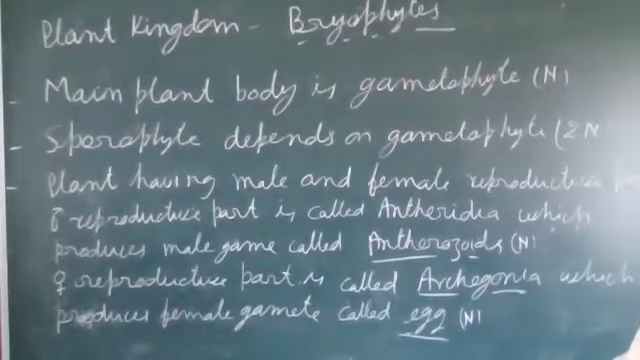 Plant Kingdom - Bryophytes
- Main plant body is gametophyte (N)
- Sporophyte depends on gametophyte (2N
- Plant having male and female reproductive
♂ reproductive part is called Antheridia which
produces male game called Antherozoids (N)
♀ reproductive part is called Archegonia which
produces female gamete called egg (N)